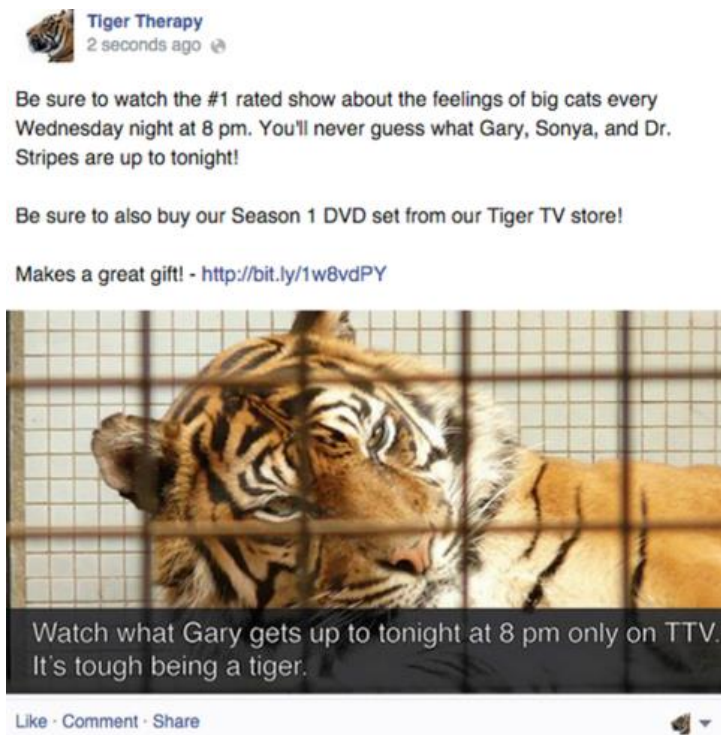 Tiger Therapy
2 seconds ago
Be sure to watch the #1 rated show about the feelings of big cats every
Wednesday night at 8 pm. You'll never guess what Gary, Sonya, and Dr.
Stripes are up to tonight!
Be sure to also buy our Season 1 DVD set from our Tiger TV store!
Makes a great gift! - http://bit.ly/1w8vdPY
Watch what Gary gets up to tonight at 8 pm only on TTV.
It's tough being a tiger.
Like · Comment · Share